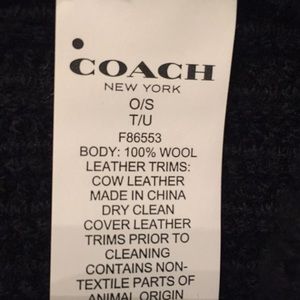 COACH
NEW YORK
O/S
T/U
F86553
BODY: 100% WOOL
LEATHER TRIMS:
COW LEATHER
MADE IN CHINA
DRY CLEAN
COVER LEATHER
TRIMS PRIOR TO
CLEANING
CONTAINS NON-
TEXTILE PARTS OF
ANIMAL ORIGIN